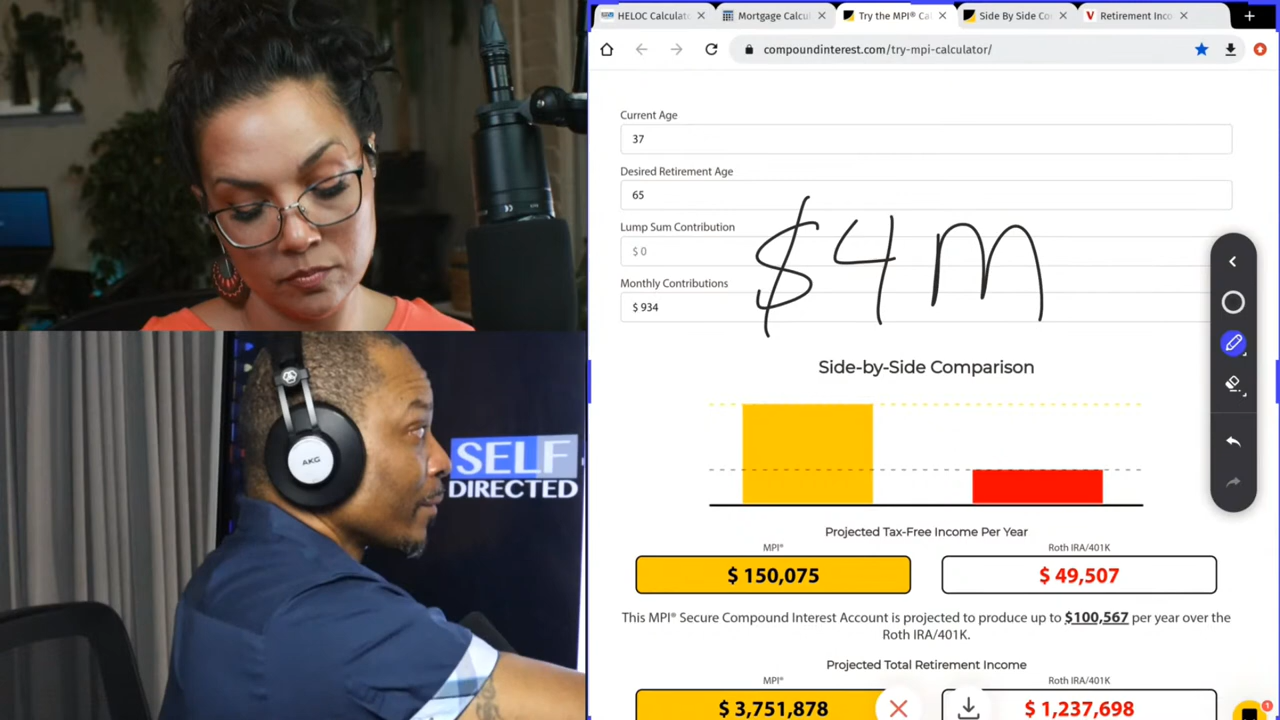 HELOC Calculat
Mortgage Calcu
Try the MPI® Ca
Side By Side Co
Retirement Inco
compoundinterest.com/try-mpi-calculator/
Current Age
37
Desired Retirement Age
65
Lump Sum Contribution
$ 0
$4M
Monthly Contributions
$ 934
Side-by-Side Comparison
AKG
SELF
DIRECTED
Projected Tax-Free Income Per Year
MPI®
Roth IRA/401K
$ 150,075
$ 49,507
This MPI® Secure Compound Interest Account is projected to produce up to $100,567 per year over the
Roth IRA/401K.
Projected Total Retirement Income
MPI®
Roth IRA/401K
$ 3,751,878
$ 1,237,698